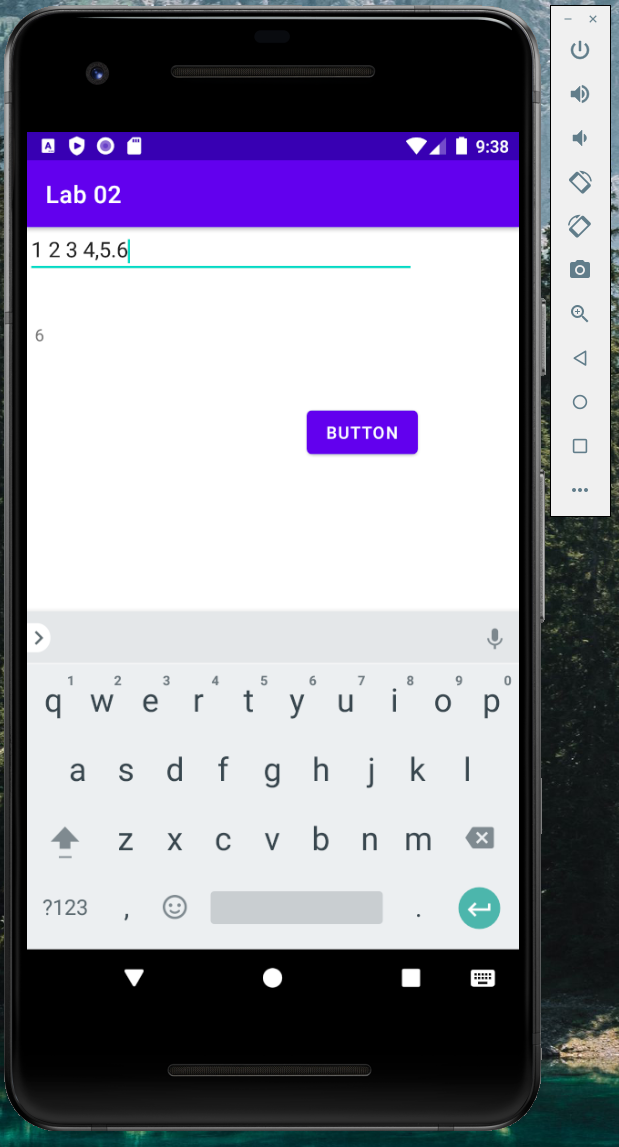 9:38
Lab 02
1 2 3 4,5.6
6
BUTTON
1 2 3 4 5 6 7 8 9 0
q w e r t y u i o p
a s d f g h j k l
z x c v b n m
?123 , .